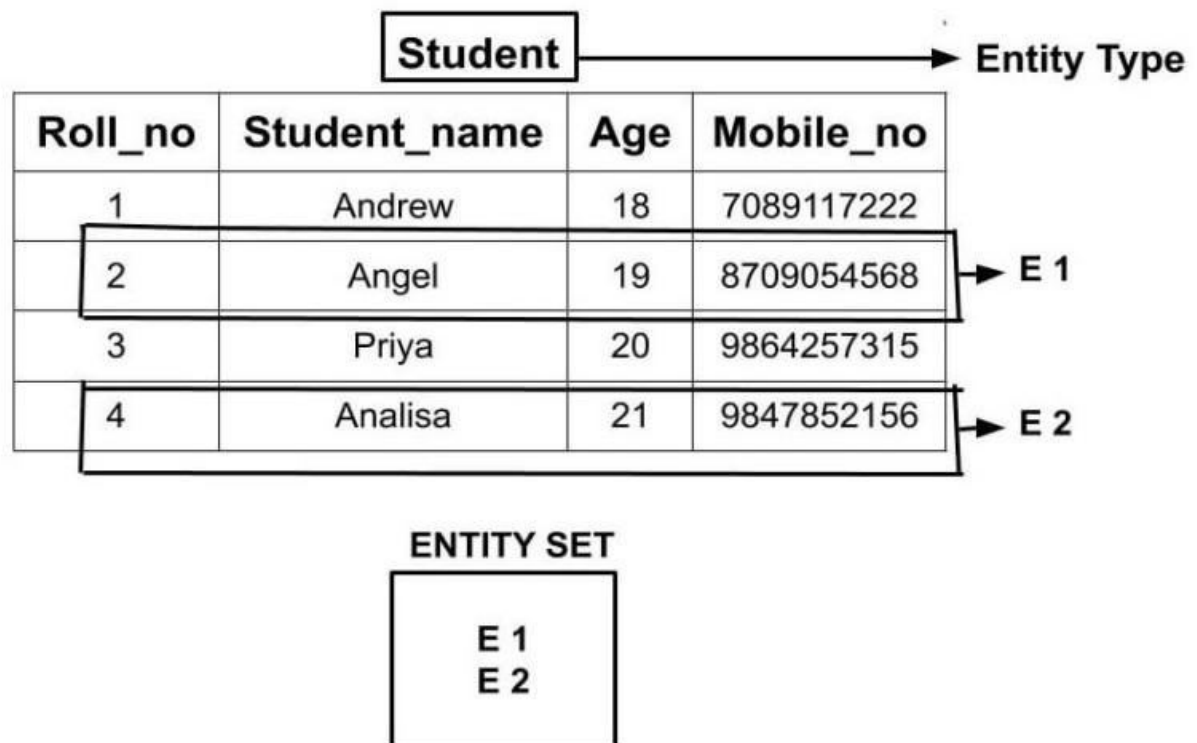 Student
Entity Type
Roll_no Student_name Age Mobile_no
1 Andrew 18 7089117222
2 Angel 19 8709054568 E 1
3 Priya 20 9864257315
4 Analisa 21 9847852156 E 2
ENTITY SET
E 1
E 2